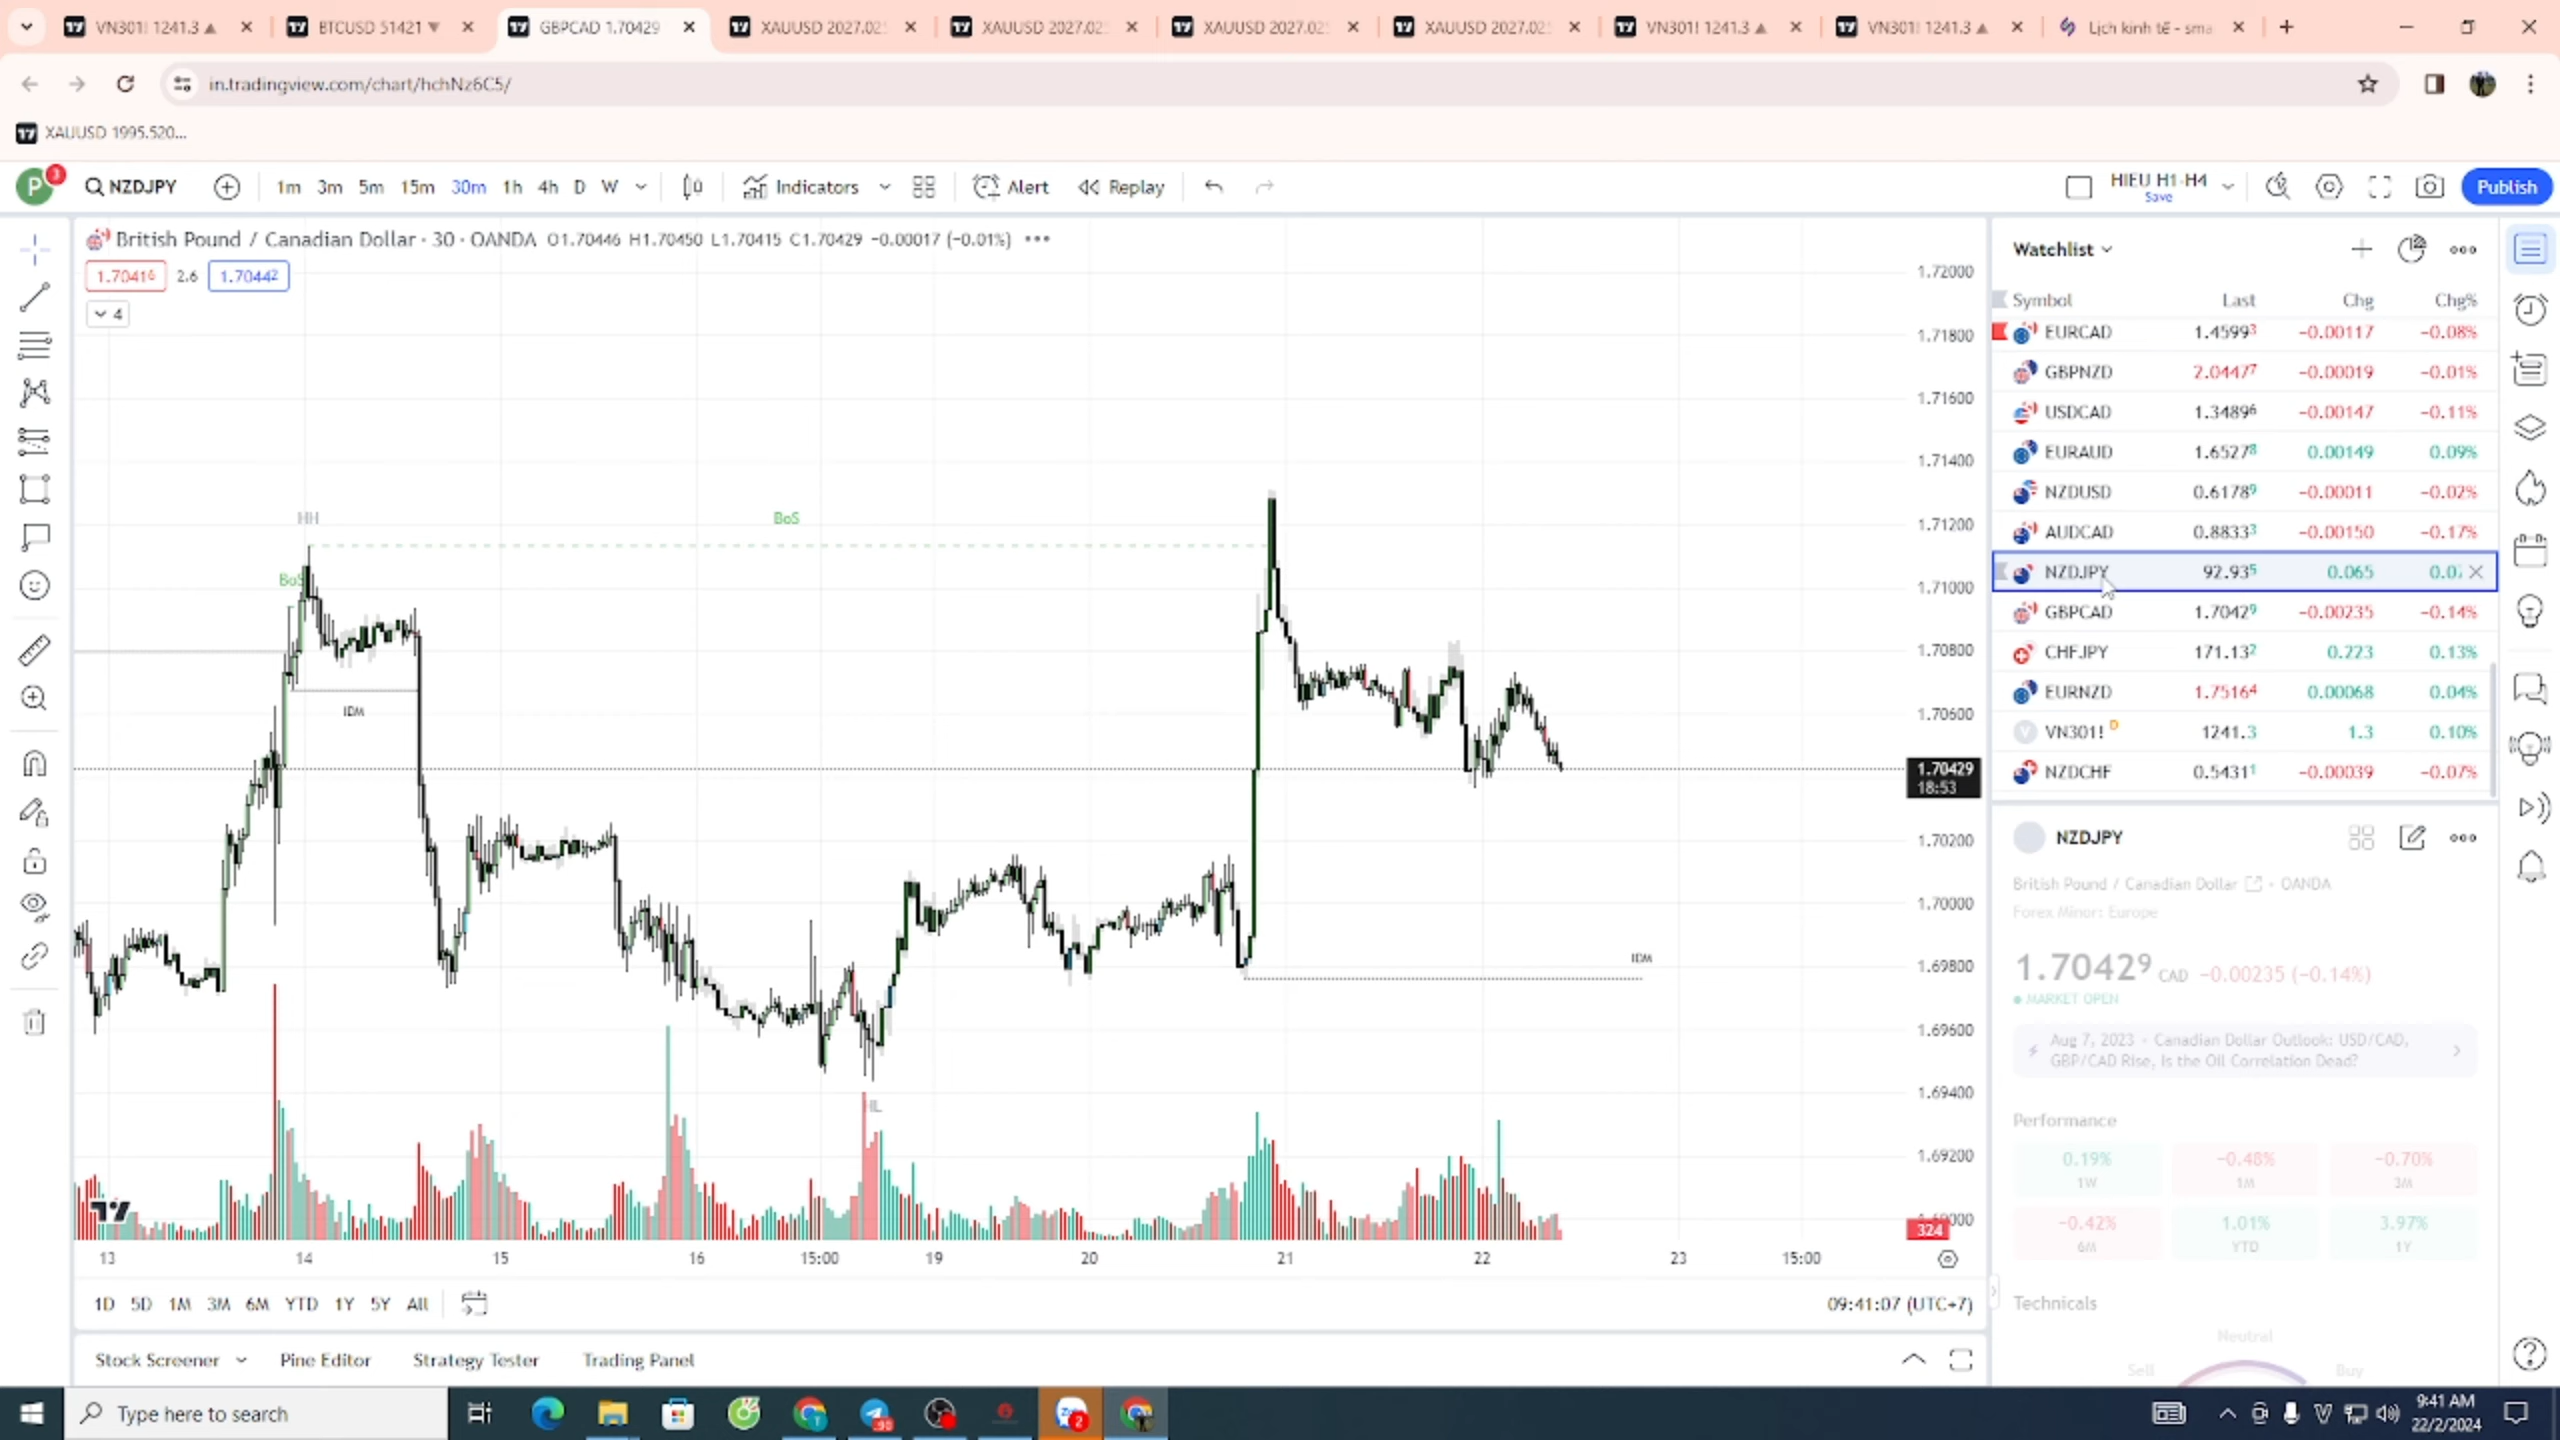 VN301! 1241.3 ▲
BTCUSD 51421 ▼
GBPCAD 1.70429
XAUUSD 2027.02
XAUUSD 2027.02
XAUUSD 2027.02
XAUUSD 2027.02
VN301! 1241.3 ▲
VN301! 1241.3 ▲
Lịch kinh tế - sma
in.tradingview.com/chart/hchNz6C5/
XAUUSD 1995.520...
P 3
NZDJPY
1m 3m 5m 15m 30m 1h 4h D W
Indicators
Alert
Replay
HIEU H1-H4
Save
Publish
British Pound / Canadian Dollar · 30 · OANDA O1.70446 H1.70450 L1.70415 C1.70429 −0.00017 (−0.01%)
1.70416 2.6 1.70442
4
HH
BoS
BoS
IDM
IDM
HL
1.72000
1.71800
1.71600
1.71400
1.71200
1.71000
1.70800
1.70600
1.70429
18:53
1.70200
1.70000
1.69800
1.69600
1.69400
1.69200
324
13 14 15 16 15:00 19 20 21 22 23 15:00
1D 5D 1M 3M 6M YTD 1Y 5Y All
09:41:07 (UTC+7)
Stock Screener Pine Editor Strategy Tester Trading Panel
Watchlist
Symbol Last Chg Chg%
EURCAD 1.45993 −0.00117 −0.08%
GBPNZD 2.04477 −0.00019 −0.01%
USDCAD 1.34896 −0.00147 −0.11%
EURAUD 1.65278 0.00149 0.09%
NZDUSD 0.61789 −0.00011 −0.02%
AUDCAD 0.88333 −0.00150 −0.17%
NZDJPY 92.935 0.065 0.0
GBPCAD 1.70429 −0.00235 −0.14%
CHFJPY 171.132 0.223 0.13%
EURNZD 1.75164 0.00068 0.04%
VN301! D 1241.3 1.3 0.10%
NZDCHF 0.54311 −0.00039 −0.07%
NZDJPY
British Pound / Canadian Dollar · OANDA
Forex Minor: Europe
1.70429 CAD −0.00235 (−0.14%)
MARKET OPEN
Aug 7, 2023 - Canadian Dollar Outlook: USD/CAD,
GBP/CAD Rise, Is the Oil Correlation Dead?
Performance
0.19% −0.48% −0.70%
1W 1M 3M
−0.42% 1.01% 3.97%
6M YTD 1Y
Technicals
Neutral
Sell Buy
Type here to search
9:41 AM
22/2/2024